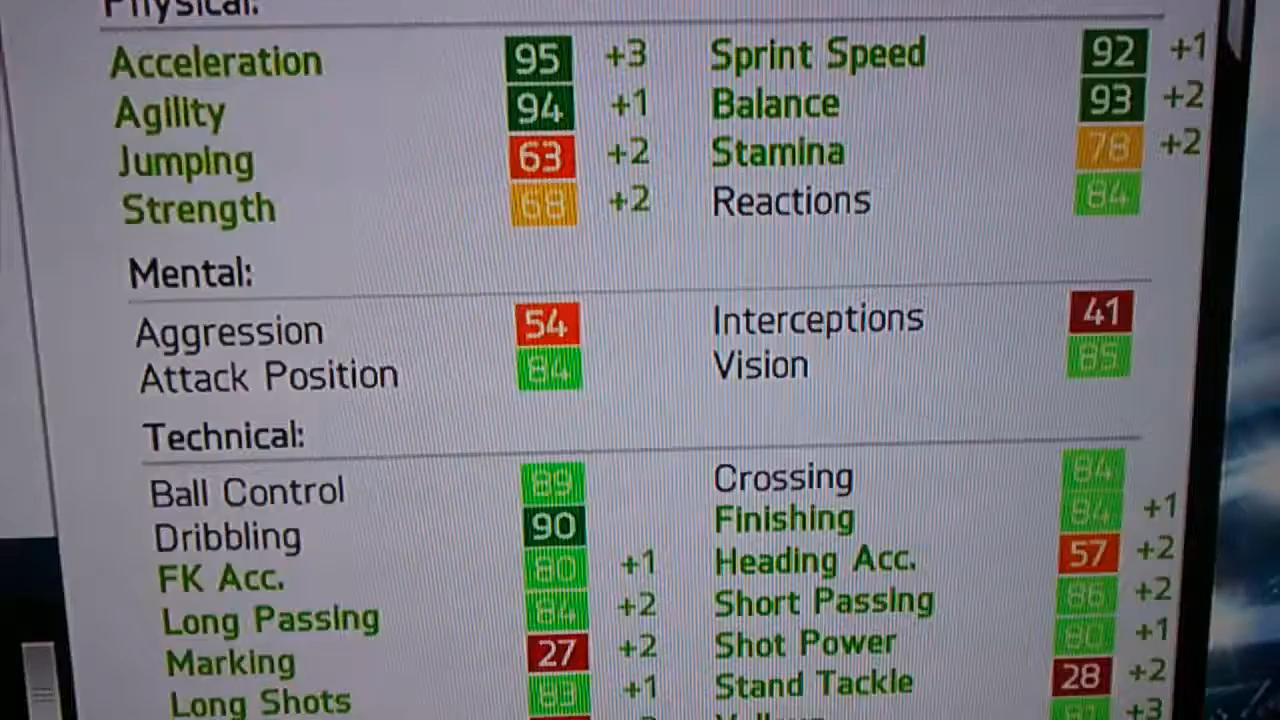 Physical:
Acceleration 95 +3 Sprint Speed 92 +1
Agility 94 +1 Balance 93 +2
Jumping 63 +2 Stamina 78 +2
Strength 68 +2 Reactions 84
Mental:
Aggression 54 Interceptions 41
Attack Position 84 Vision 85
Technical:
Ball Control 89 Crossing 84
Dribbling 90 Finishing 84 +1
FK Acc. 80 +1 Heading Acc. 57 +2
Long Passing 84 +2 Short Passing 86 +2
Marking 27 +2 Shot Power 80 +1
Long Shots 83 +1 Stand Tackle 28 +2
+3